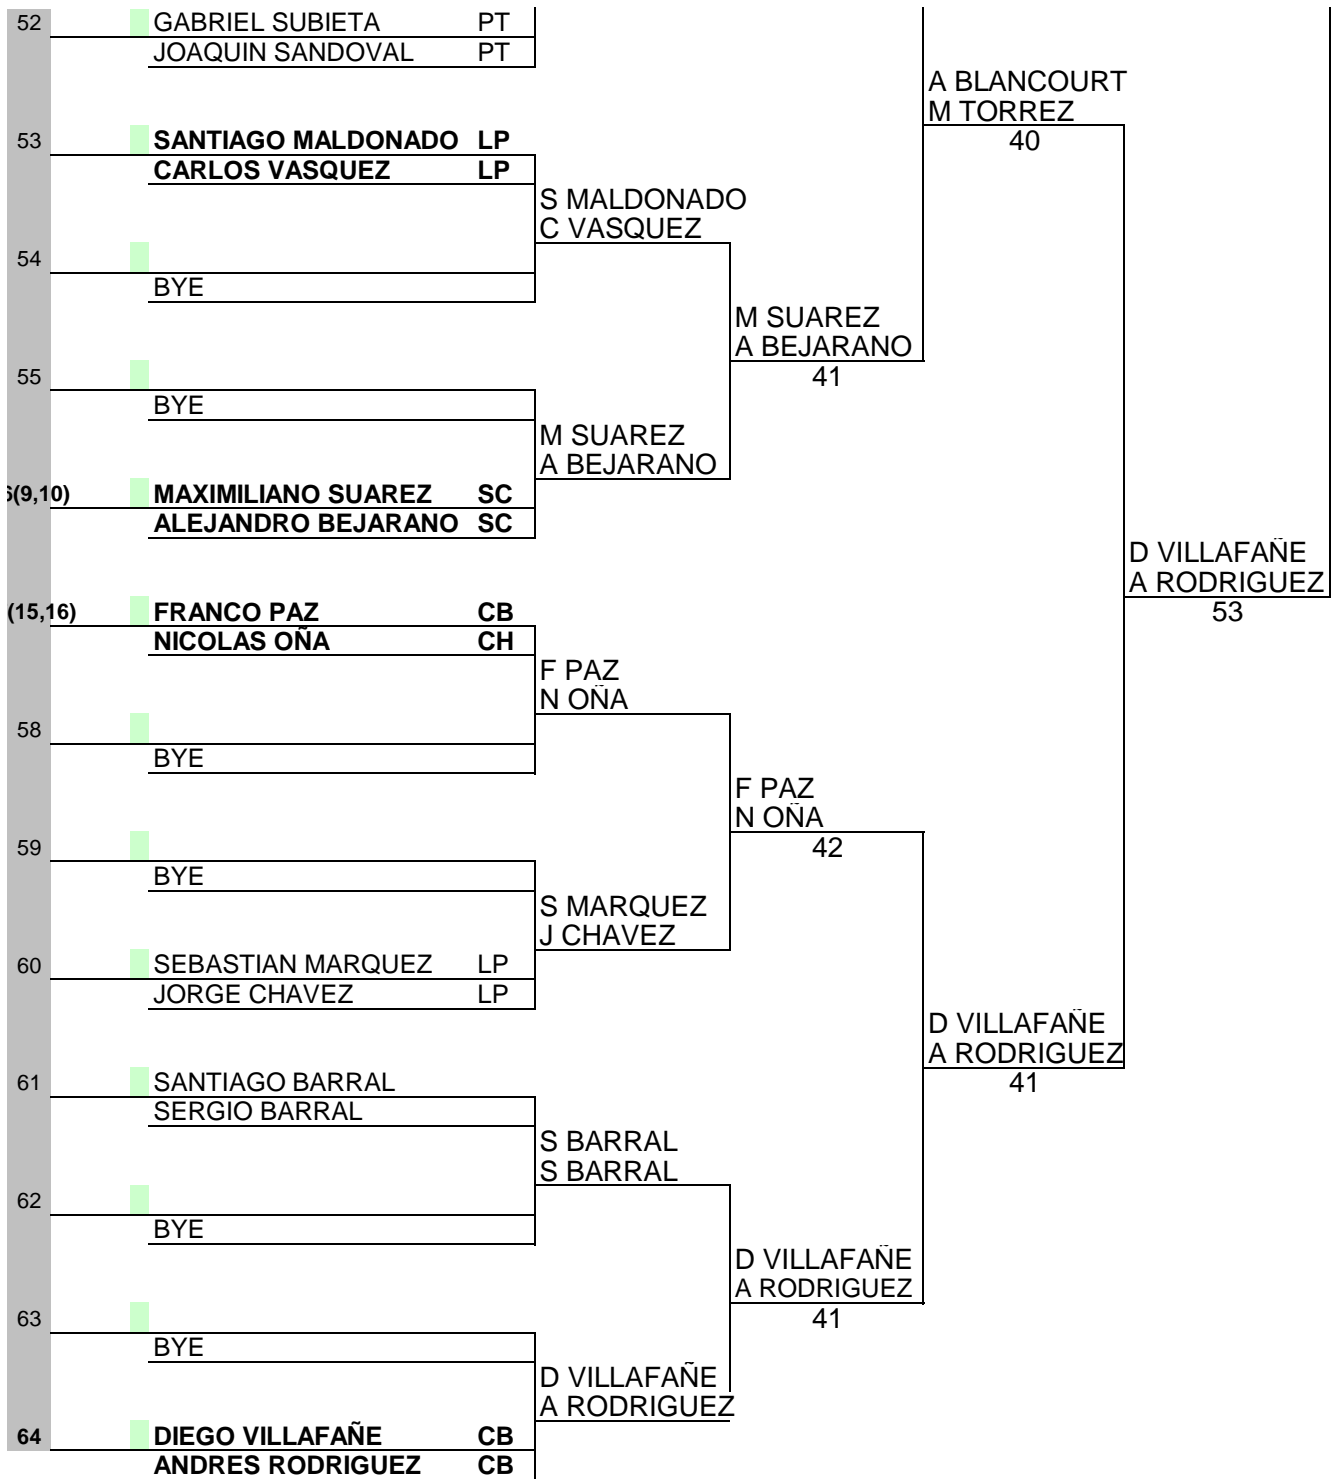 52 GABRIEL SUBIETA PT
JOAQUIN SANDOVAL PT
A BLANCOURT
M TORREZ
40
53 SANTIAGO MALDONADO LP
CARLOS VASQUEZ LP
S MALDONADO
C VASQUEZ
54
BYE
M SUAREZ
A BEJARANO
41
55
BYE
M SUAREZ
A BEJARANO
6(9,10) MAXIMILIANO SUAREZ SC
ALEJANDRO BEJARANO SC
D VILLAFAÑE
A RODRIGUEZ
53
(15,16) FRANCO PAZ CB
NICOLAS OÑA CH
F PAZ
N OÑA
58
BYE
F PAZ
N OÑA
42
59
BYE
S MARQUEZ
J CHAVEZ
60 SEBASTIAN MARQUEZ LP
JORGE CHAVEZ LP
D VILLAFAÑE
A RODRIGUEZ
41
61 SANTIAGO BARRAL
SERGIO BARRAL
S BARRAL
S BARRAL
62
BYE
D VILLAFAÑE
A RODRIGUEZ
41
63
BYE
D VILLAFAÑE
A RODRIGUEZ
64 DIEGO VILLAFAÑE CB
ANDRES RODRIGUEZ CB